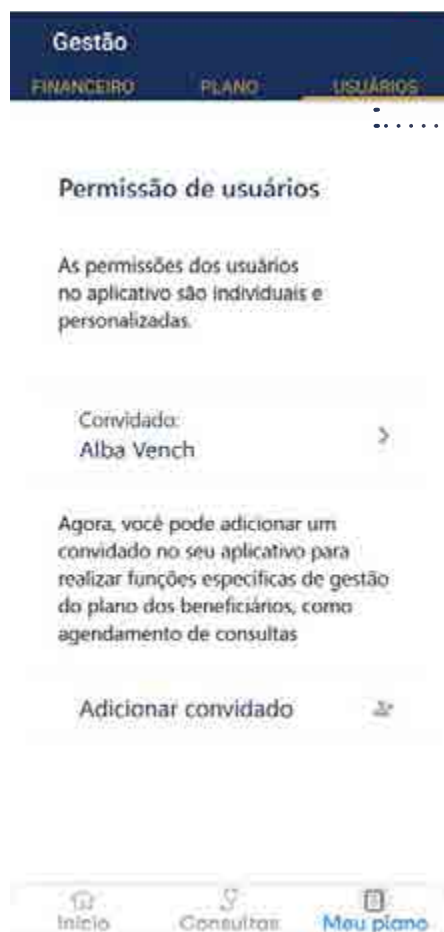 Gestão
FINANCEIRO PLANO USUÁRIOS
Permissão de usuários
As permissões dos usuários
no aplicativo são individuais e
personalizadas.
Convidado:
Alba Vench
Agora, você pode adicionar um
convidado no seu aplicativo para
realizar funções específicas de gestão
do plano dos beneficiários, como
agendamento de consultas
Adicionar convidado
Início Consultas Meu plano